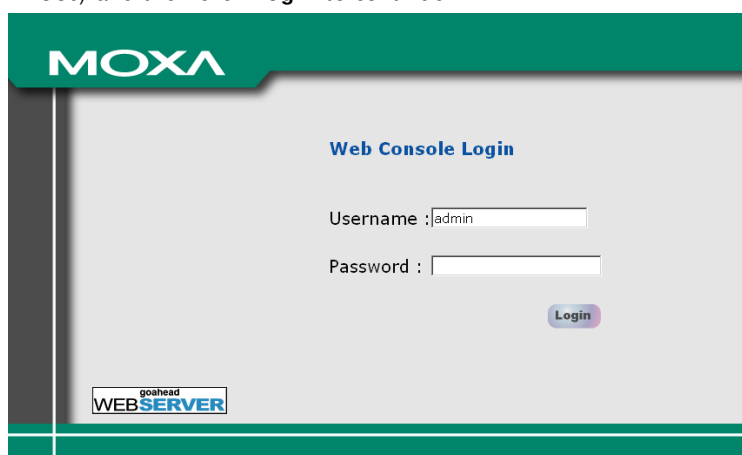 MOXA
Web Console Login
Username : admin
Password :
Login
goahead
WEBSERVER